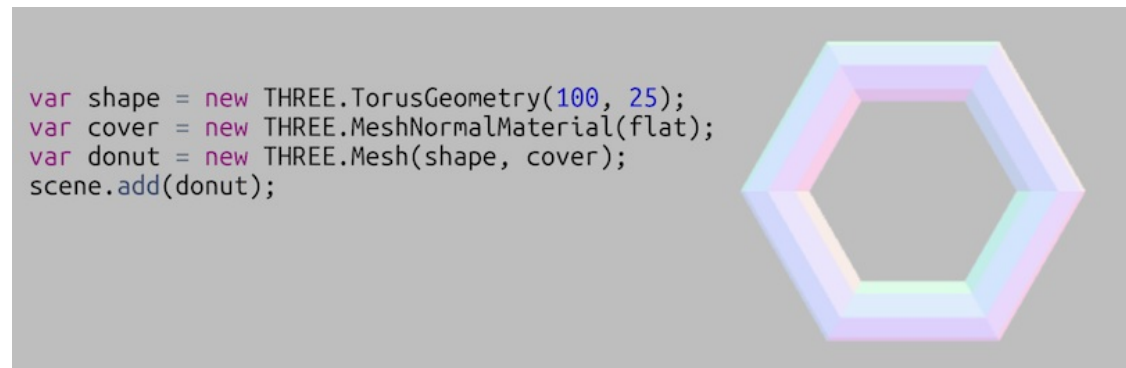 var shape = new THREE.TorusGeometry(100, 25);
var cover = new THREE.MeshNormalMaterial(flat);
var donut = new THREE.Mesh(shape, cover);
scene.add(donut);